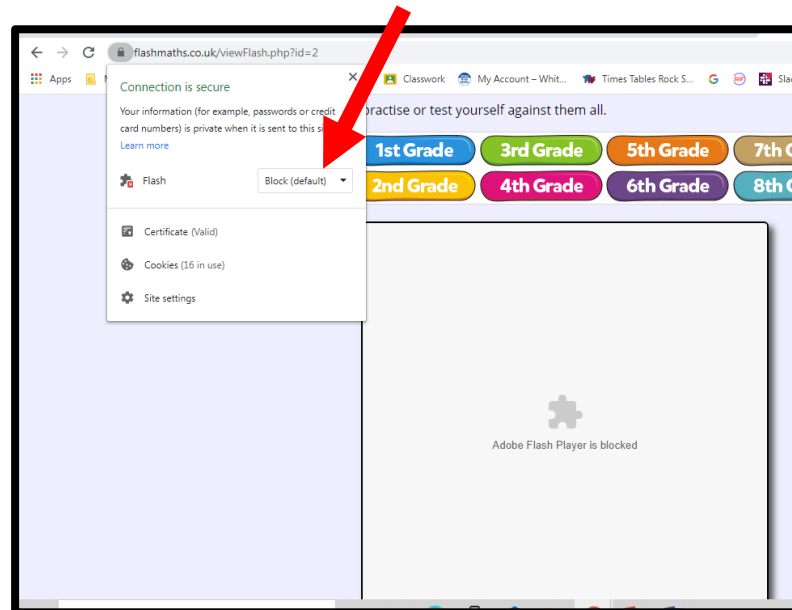 flashmaths.co.uk/viewFlash.php?id=2
Apps
Classwork
My Account – Whit...
Times Tables Rock S...
Connection is secure
Your information (for example, passwords or credit
card numbers) is private when it is sent to this
Learn more
Flash
Block (default)
Certificate (Valid)
Cookies (16 in use)
Site settings
practise or test yourself against them all.
1st Grade 3rd Grade 5th Grade 7th
2nd Grade 4th Grade 6th Grade 8th
Adobe Flash Player is blocked